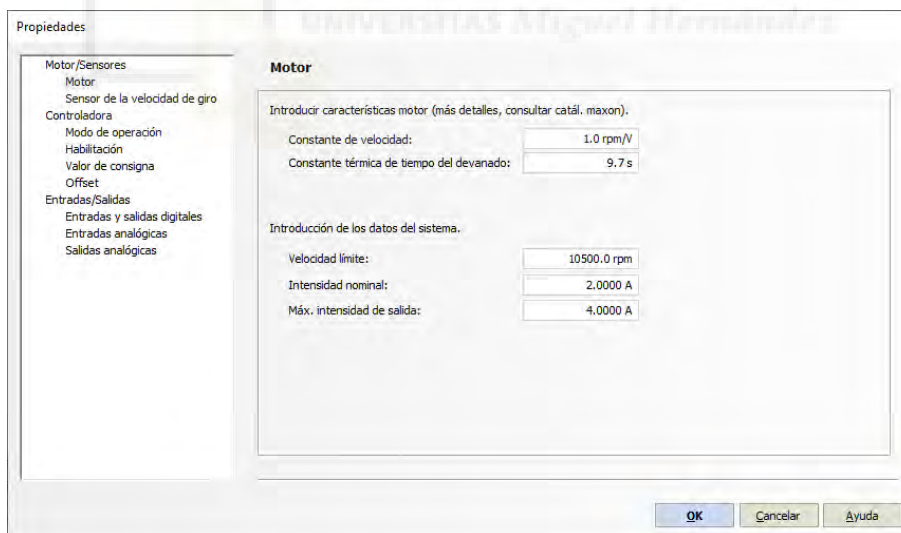 UNIVERSITAS Miguel Hernández
Propiedades
Motor/Sensores
Motor
Sensor de la velocidad de giro
Controladora
Modo de operación
Habilitación
Valor de consigna
Offset
Entradas/Salidas
Entradas y salidas digitales
Entradas analógicas
Salidas analógicas
Motor
Introducir características motor (más detalles, consultar catál. maxon).
Constante de velocidad: 1.0 rpm/V
Constante térmica de tiempo del devanado: 9.7 s
Introducción de los datos del sistema.
Velocidad límite: 10500.0 rpm
Intensidad nominal: 2.0000 A
Máx. intensidad de salida: 4.0000 A
OK Cancelar Ayuda